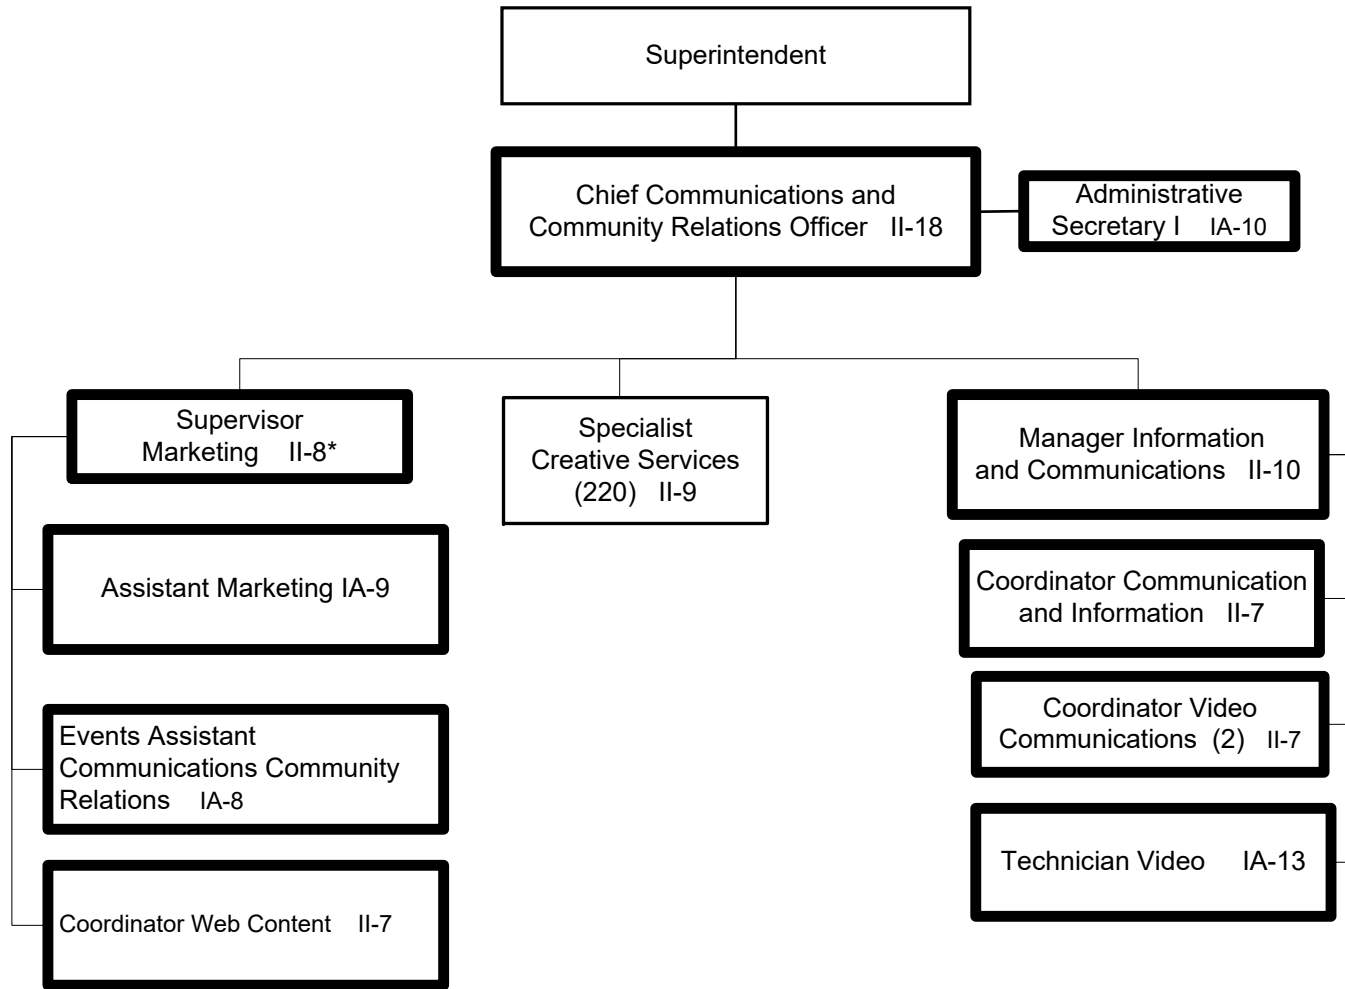 Superintendent
Chief Communications and
Community Relations Officer II-18
Administrative
Secretary I IA-10
Supervisor
Marketing II-8*
Specialist
Creative Services
(220) II-9
Manager Information
and Communications II-10
Assistant Marketing IA-9
Coordinator Communication
and Information II-7
Events Assistant
Communications Community
Relations IA-8
Coordinator Video
Communications (2) II-7
Coordinator Web Content II-7
Technician Video IA-13